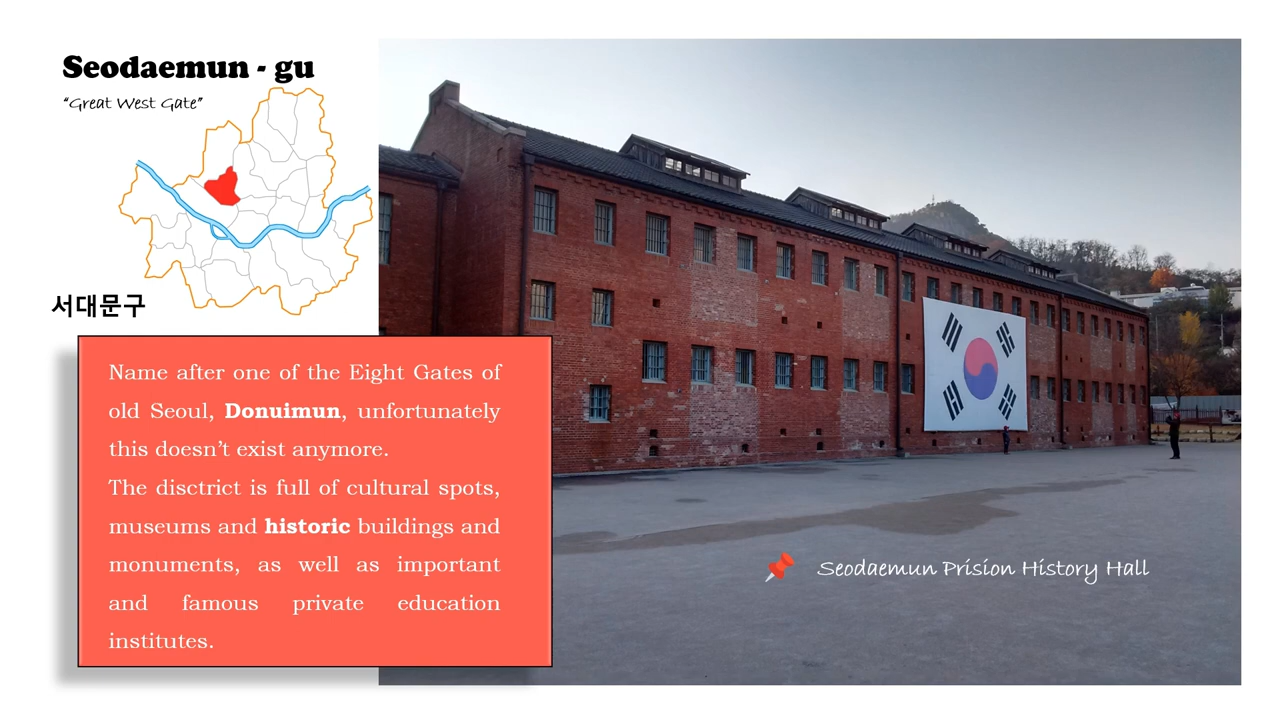 Seodaemun - gu
“Great West Gate”
서대문구
Name after one of the Eight Gates of
old Seoul, Donuimun, unfortunately
this doesn’t exist anymore.
The disctrict is full of cultural spots,
museums and historic buildings and
monuments, as well as important
and famous private education
institutes.
Seodaemun Prision History Hall